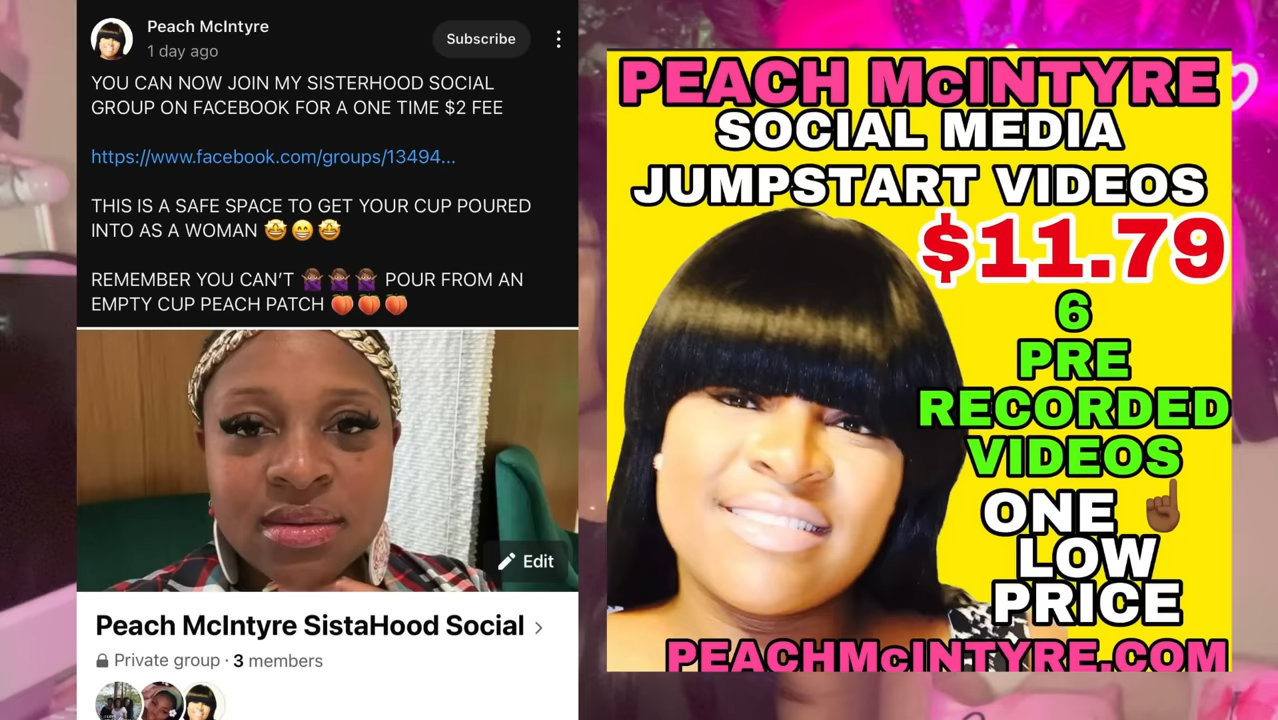 Peach McIntyre
1 day ago
Subscribe
YOU CAN NOW JOIN MY SISTERHOOD SOCIAL
GROUP ON FACEBOOK FOR A ONE TIME $2 FEE
https://www.facebook.com/groups/13494...
THIS IS A SAFE SPACE TO GET YOUR CUP POURED
INTO AS A WOMAN 🤩😁🤩
REMEMBER YOU CAN’T 🙅🏾‍♀️🙅🏾‍♀️🙅🏾‍♀️ POUR FROM AN
EMPTY CUP PEACH PATCH 🍑🍑🍑
Edit
Peach McIntyre SistaHood Social
Private group · 3 members
PEACH McINTYRE
SOCIAL MEDIA
JUMPSTART VIDEOS
$11.79
6
PRE
RECORDED
VIDEOS
ONE ☝🏾
LOW
PRICE
PEACHMcINTYRE.COM